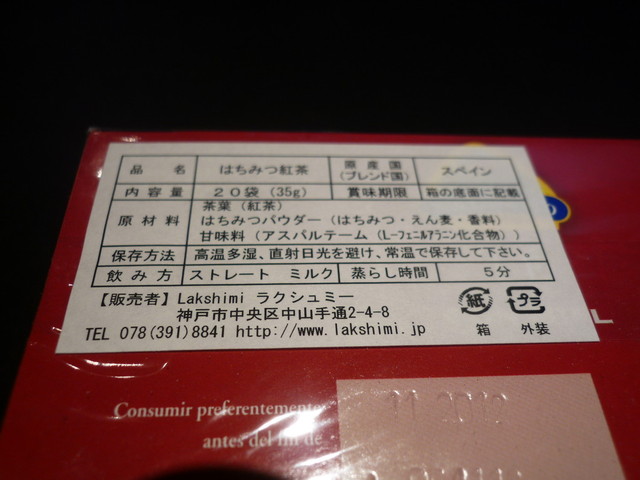 品名 はちみつ紅茶 原産国(ブレンド国) スペイン
内容量 20袋(35g) 賞味期限 箱の底面に記載
原材料 茶葉(紅茶)
はちみつパウダー(はちみつ・えん麦・香料)
甘味料(アスパルテーム(L-フェニルアラニン化合物))
保存方法 高温多湿、直射日光を避け、常温で保存して下さい。
飲み方 ストレート ミルク 蒸らし時間 5分
【販売者】Lakshimi ラクシュミー
神戸市中央区中山手通2-4-8
TEL 078(391)8841 http://www.lakshimi.jp
紙 箱
プラ 外装
Consumir preferentemente
antes del fin de